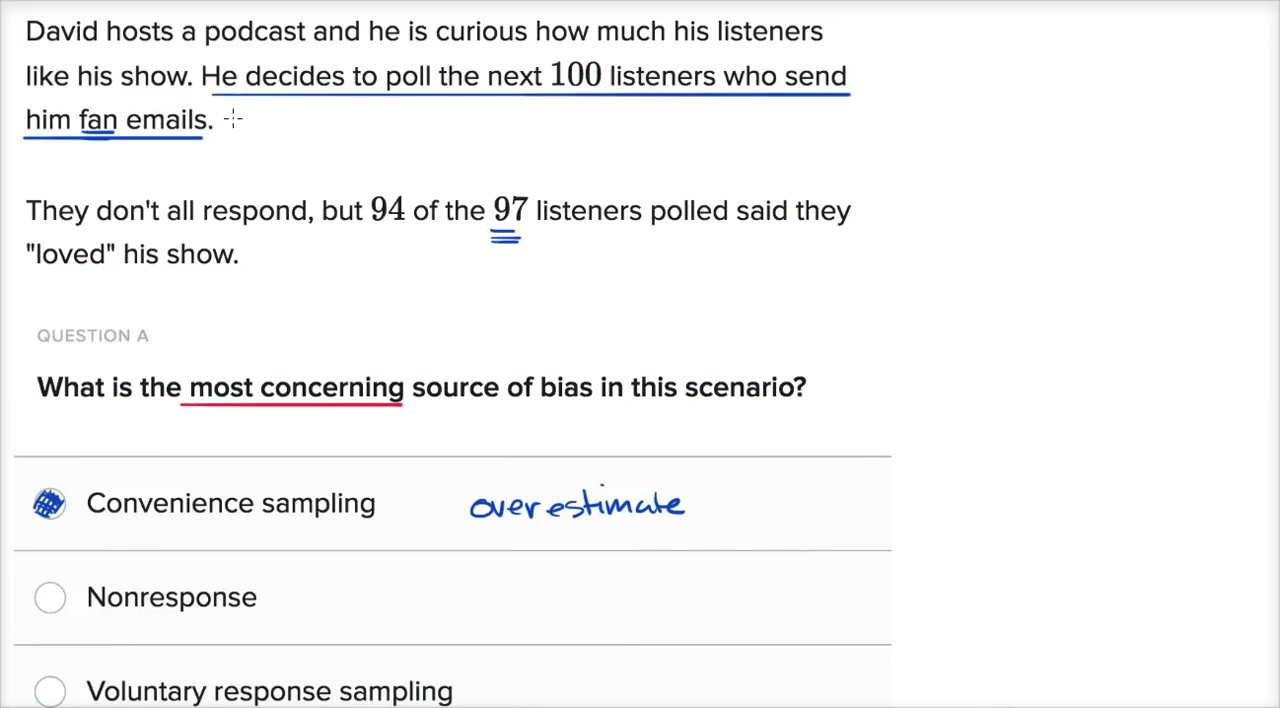 David hosts a podcast and he is curious how much his listeners
like his show. He decides to poll the next 100 listeners who send
him fan emails.
They don't all respond, but 94 of the 97 listeners polled said they
"loved" his show.
QUESTION A
What is the most concerning source of bias in this scenario?
Convenience sampling overestimate
Nonresponse
Voluntary response sampling